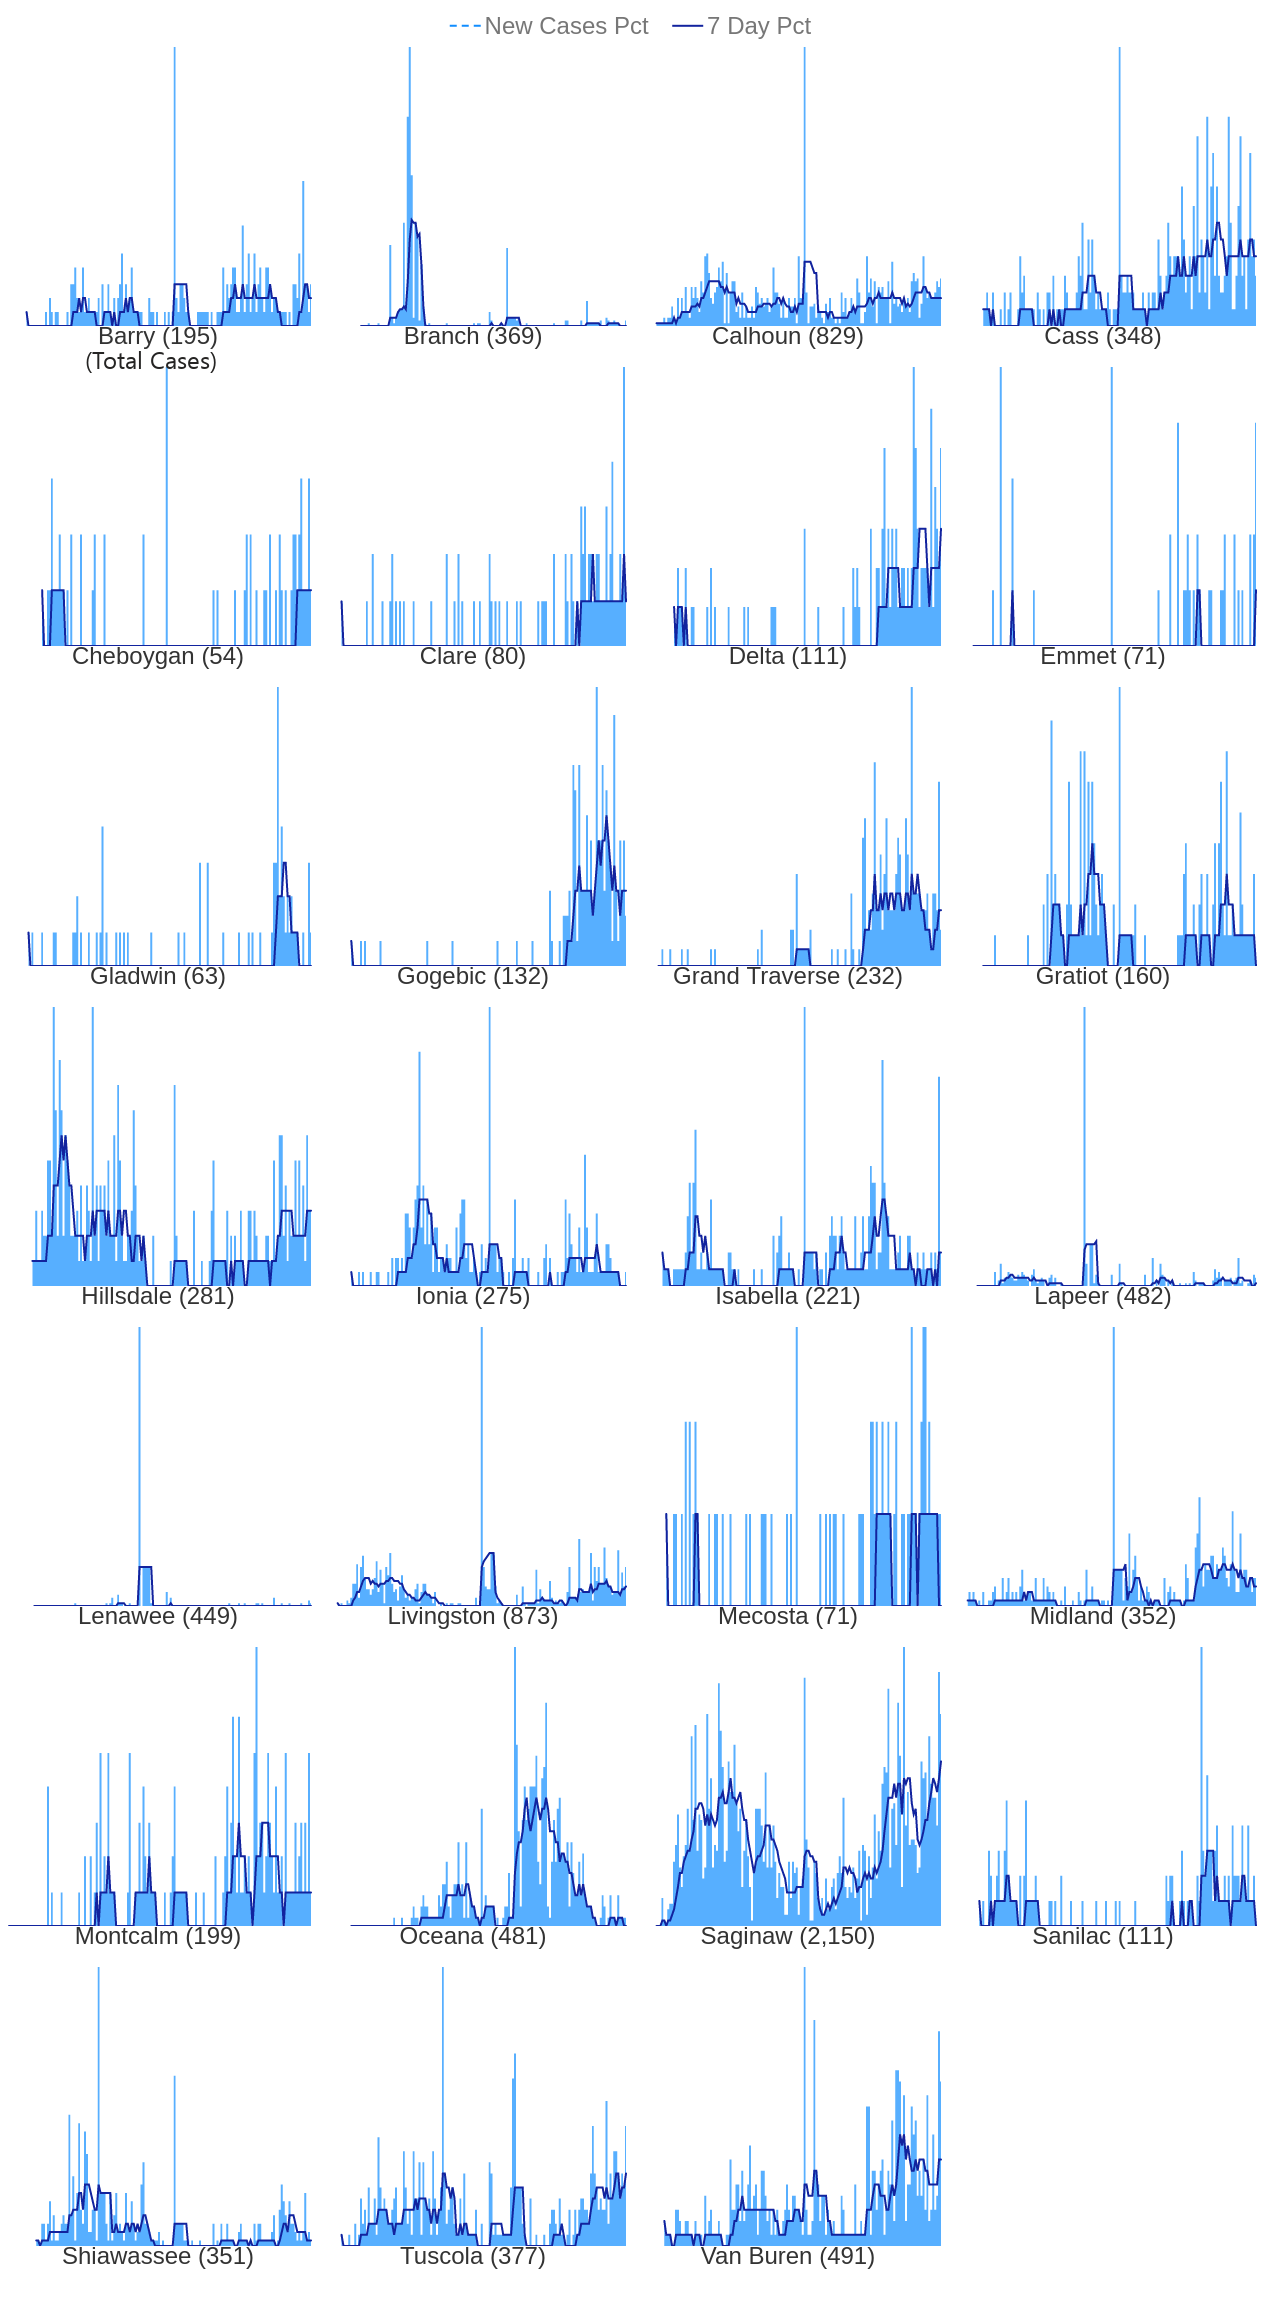 New Cases Pct 7 Day Pct
Barry (195) Branch (369) Calhoun (829) Cass (348)
(Total Cases)
Cheboygan (54) Clare (80) Delta (111) Emmet (71)
Gladwin (63) Gogebic (132) Grand Traverse (232) Gratiot (160)
Hillsdale (281) Ionia (275) Isabella (221) Lapeer (482)
Lenawee (449) Livingston (873) Mecosta (71) Midland (352)
Montcalm (199) Oceana (481) Saginaw (2,150) Sanilac (111)
Shiawassee (351) Tuscola (377) Van Buren (491)